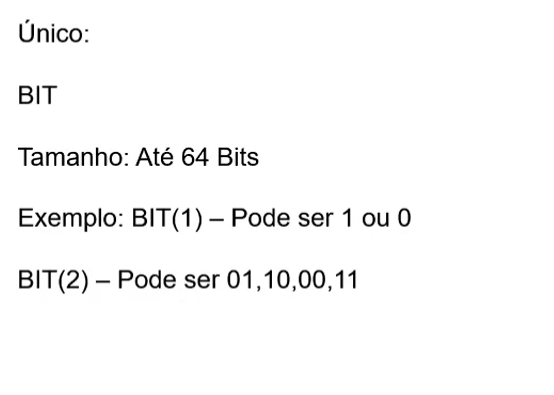 Único:
BIT
Tamanho: Até 64 Bits
Exemplo: BIT(1) – Pode ser 1 ou 0
BIT(2) – Pode ser 01,10,00,11